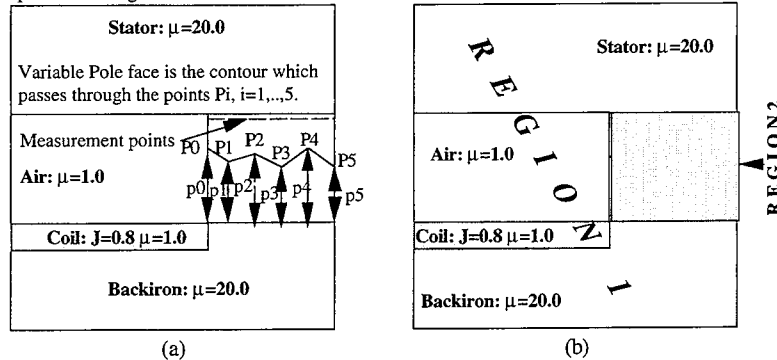 Stator: μ=20.0
Variable Pole face is the contour which
passes through the points Pi, i=1,..,5.
Measurement points
P0 P1 P2 P3 P4 P5
Air: μ=1.0
p0 p1 p2 p3 p4 p5
Coil: J=0.8 μ=1.0
Backiron: μ=20.0
(a)
Stator: μ=20.0
REGION 1
Air: μ=1.0
REGION2
Coil: J=0.8 μ=1.0
Backiron: μ=20.0
(b)